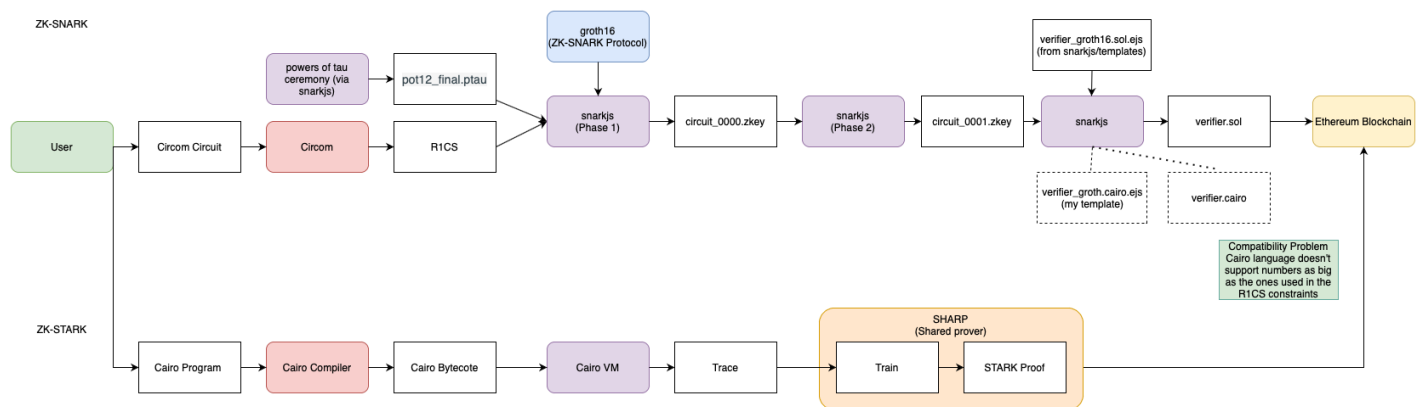 ZK-SNARK
groth16
(ZK-SNARK Protocol)
verifier_groth16.sol.ejs
(from snarkjs/templates)
powers of tau
ceremony (via
snarkjs)
pot12_final.ptau
snarkjs
(Phase 1)
circuit_0000.zkey
snarkjs
(Phase 2)
circuit_0001.zkey
snarkjs
verifier.sol
Ethereum Blockchain
User
Circom Circuit
Circom
R1CS
verifier_groth.cairo.ejs
(my template)
verifier.cairo
Compatibility Problem
Cairo language doesn't
support numbers as big
as the ones used in the
R1CS constraints
ZK-STARK
SHARP
(Shared prover)
Cairo Program
Cairo Compiler
Cairo Bytecote
Cairo VM
Trace
Train
STARK Proof